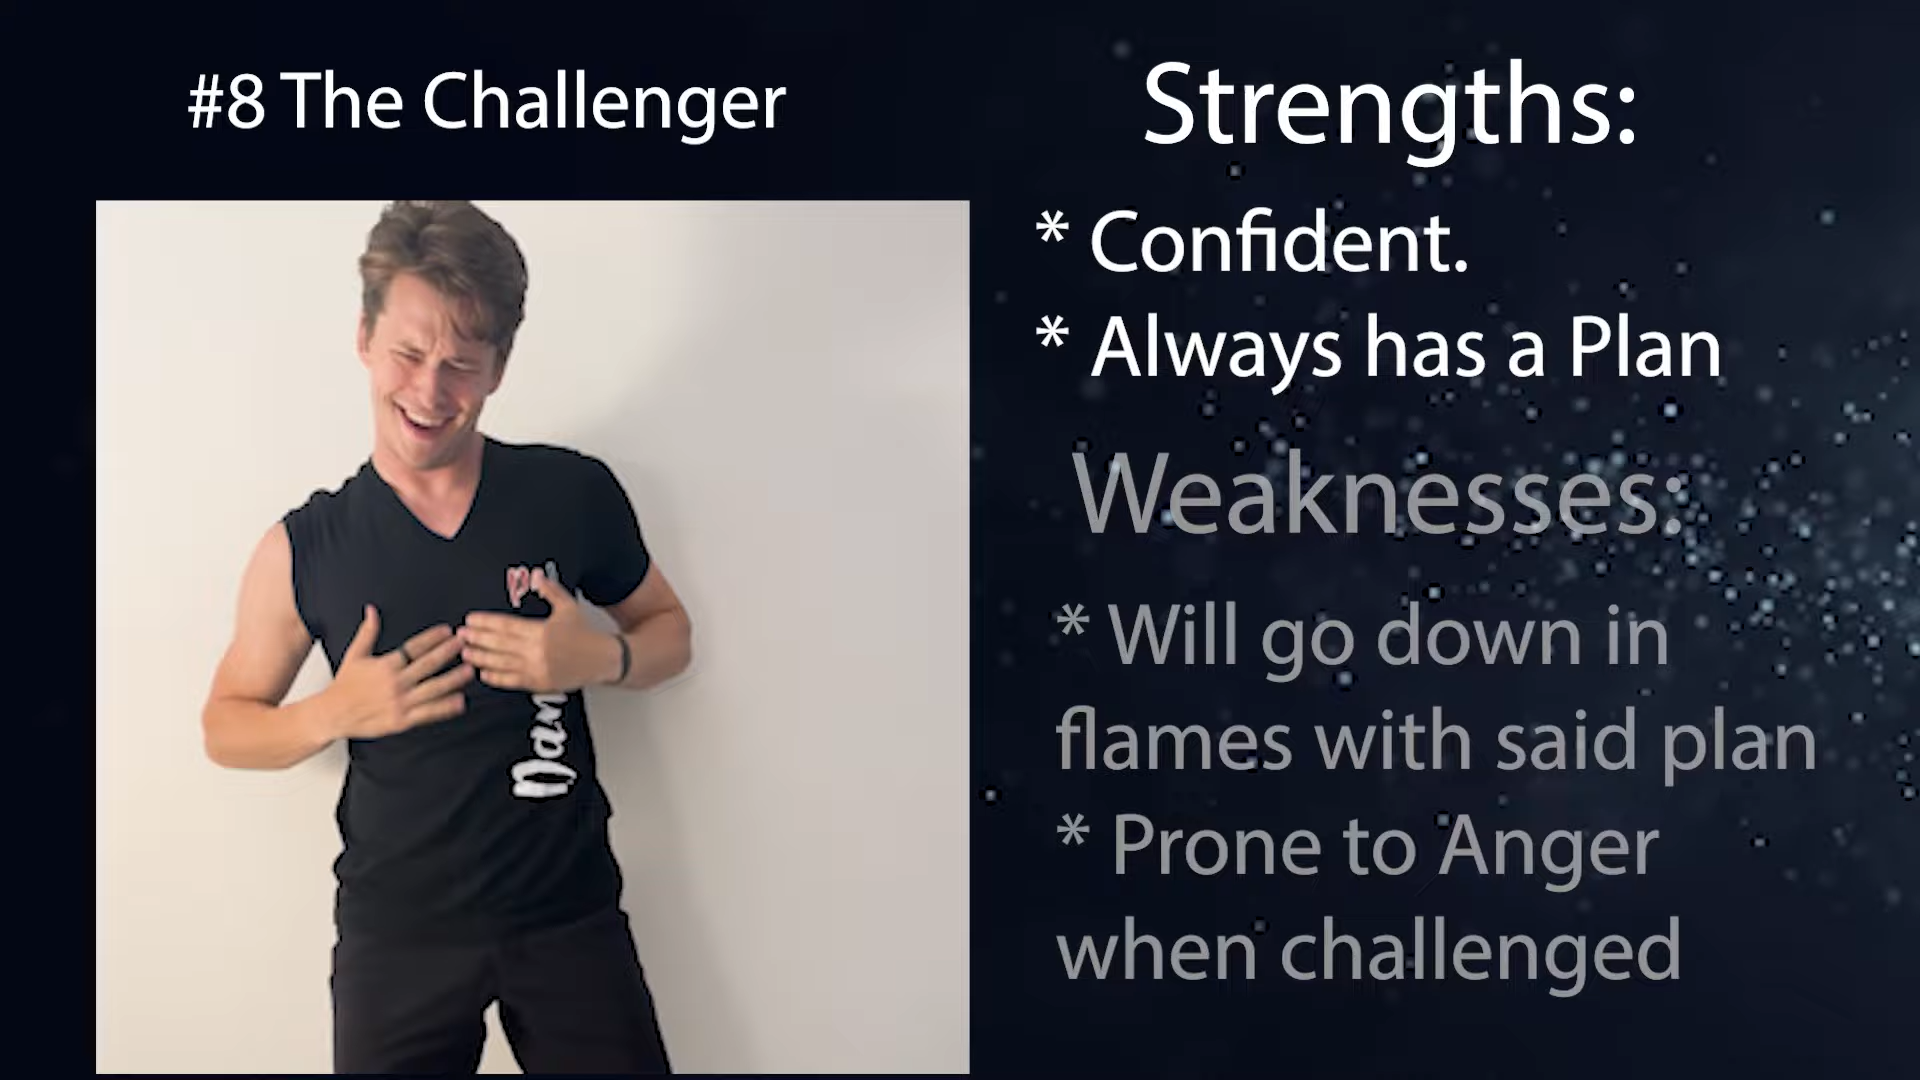 #8 The Challenger
Strengths:
* Confident.
* Always has a Plan
Weaknesses:
* Will go down in
flames with said plan
* Prone to Anger
when challenged